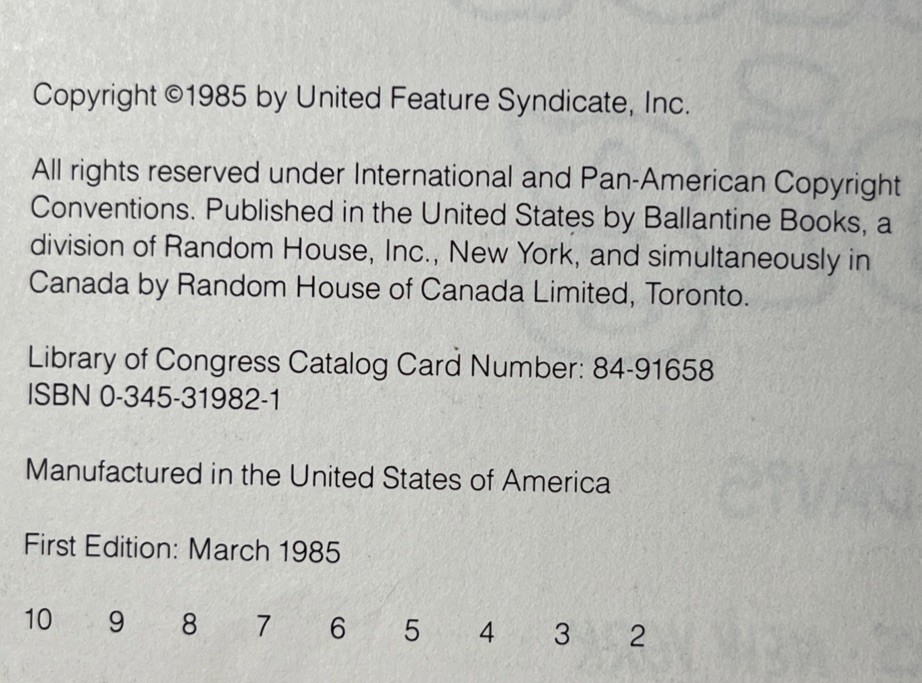 Copyright ©1985 by United Feature Syndicate, Inc.
All rights reserved under International and Pan-American Copyright
Conventions. Published in the United States by Ballantine Books, a
division of Random House, Inc., New York, and simultaneously in
Canada by Random House of Canada Limited, Toronto.
Library of Congress Catalog Card Number: 84-91658
ISBN 0-345-31982-1
Manufactured in the United States of America
First Edition: March 1985
10 9 8 7 6 5 4 3 2